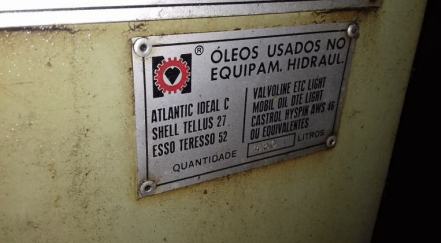 ® ÓLEOS USADOS NO
EQUIPAM. HIDRAUL.
ATLANTIC IDEAL C
SHELL TELLUS 27
ESSO TERESSO 52
VALVOLINE ETC LIGHT
MOBIL OIL DTE LIGHT
CASTROL HYSPIN AWS 46
OU EQUIVALENTES
QUANTIDADE LITROS